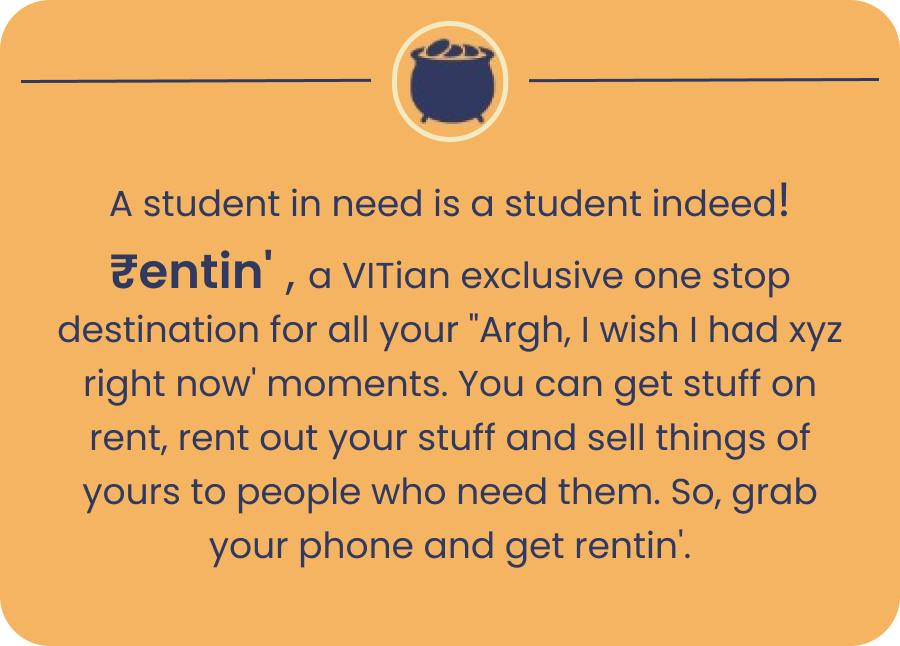 A student in need is a student indeed!
₹entin' , a VITian exclusive one stop
destination for all your "Argh, I wish I had xyz
right now' moments. You can get stuff on
rent, rent out your stuff and sell things of
yours to people who need them. So, grab
your phone and get rentin'.